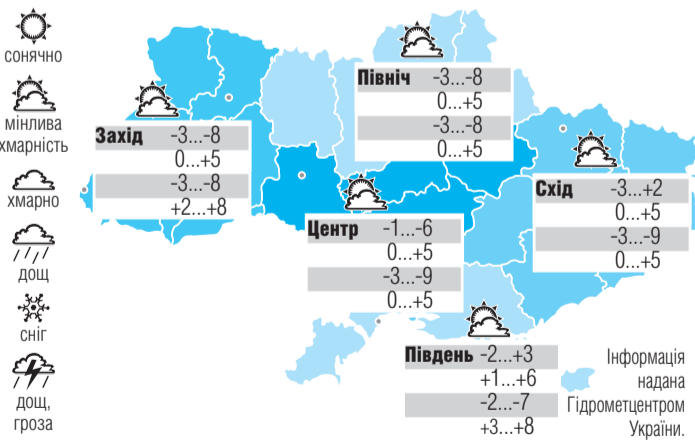 сонячно
мінлива
хмарність
хмарно
дощ
сніг
дощ,
гроза
Північ -3...-8
0...+5
-3...-8
0...+5
Захід -3...-8
0...+5
-3...-8
+2...+8
Схід -3...+2
0...+5
-3...-9
0...+5
Центр -1...-6
0...+5
-3...-9
0...+5
Південь -2...+3
+1...+6
-2...-7
+3...+8
Інформація
надана
Гідрометцентром
України.